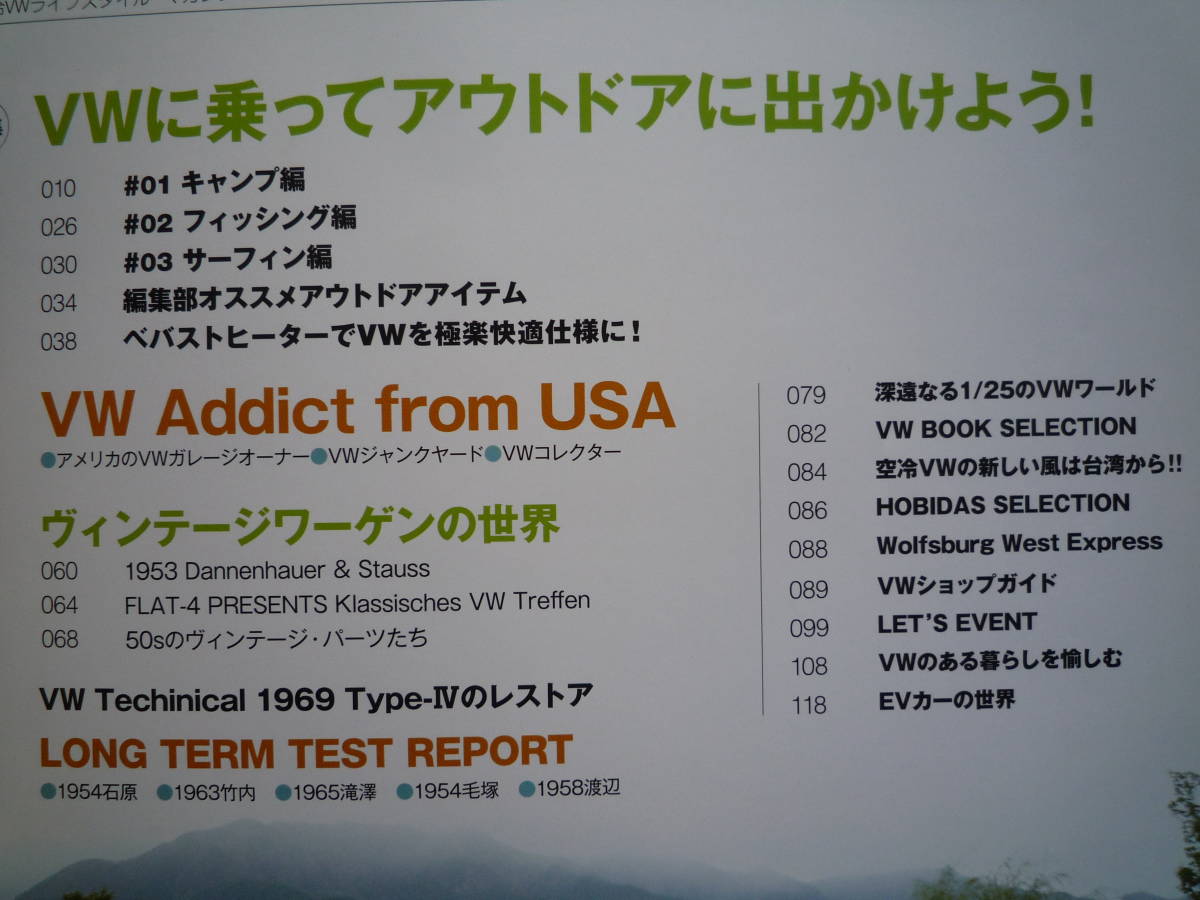 VWライフスタイル
VWに乗ってアウトドアに出かけよう!
010 #01 キャンプ編
026 #02 フィッシング編
030 #03 サーフィン編
034 編集部オススメアウトドアアイテム
038 ベバストヒーターでVWを極楽快適仕様に!
VW Addict from USA
●アメリカのVWガレージオーナー●VWジャンクヤード●VWコレクター
ヴィンテージワーゲンの世界
060 1953 Dannenhauer & Stauss
064 FLAT-4 PRESENTS Klassisches VW Treffen
068 50sのヴィンテージ・パーツたち
VW Techinical 1969 Type-Ⅳのレストア
LONG TERM TEST REPORT
●1954石原 ●1963竹内 ●1965滝澤 ●1954毛塚 ●1958渡辺
079 深遠なる1/25のVWワールド
082 VW BOOK SELECTION
084 空冷VWの新しい風は台湾から!!
086 HOBIDAS SELECTION
088 Wolfsburg West Express
089 VWショップガイド
099 LET'S EVENT
108 VWのある暮らしを愉しむ
118 EVカーの世界